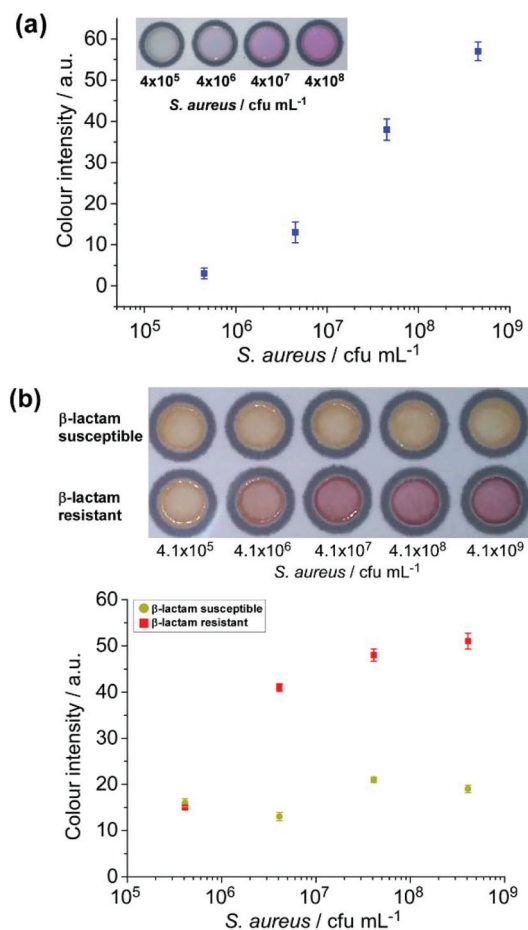 (a)
60
50
40
30
20
10
0
Colour intensity / a.u.
4x10⁵ 4x10⁶ 4x10⁷ 4x10⁸
S. aureus / cfu mL⁻¹
10⁵ 10⁶ 10⁷ 10⁸ 10⁹
S. aureus / cfu mL⁻¹
(b)
β-lactam
susceptible
β-lactam
resistant
4.1x10⁵ 4.1x10⁶ 4.1x10⁷ 4.1x10⁸ 4.1x10⁹
S. aureus / cfu mL⁻¹
60
50
40
30
20
10
0
Colour intensity / a.u.
β-lactam susceptible
β-lactam resistant
10⁵ 10⁶ 10⁷ 10⁸ 10⁹
S. aureus / cfu mL⁻¹